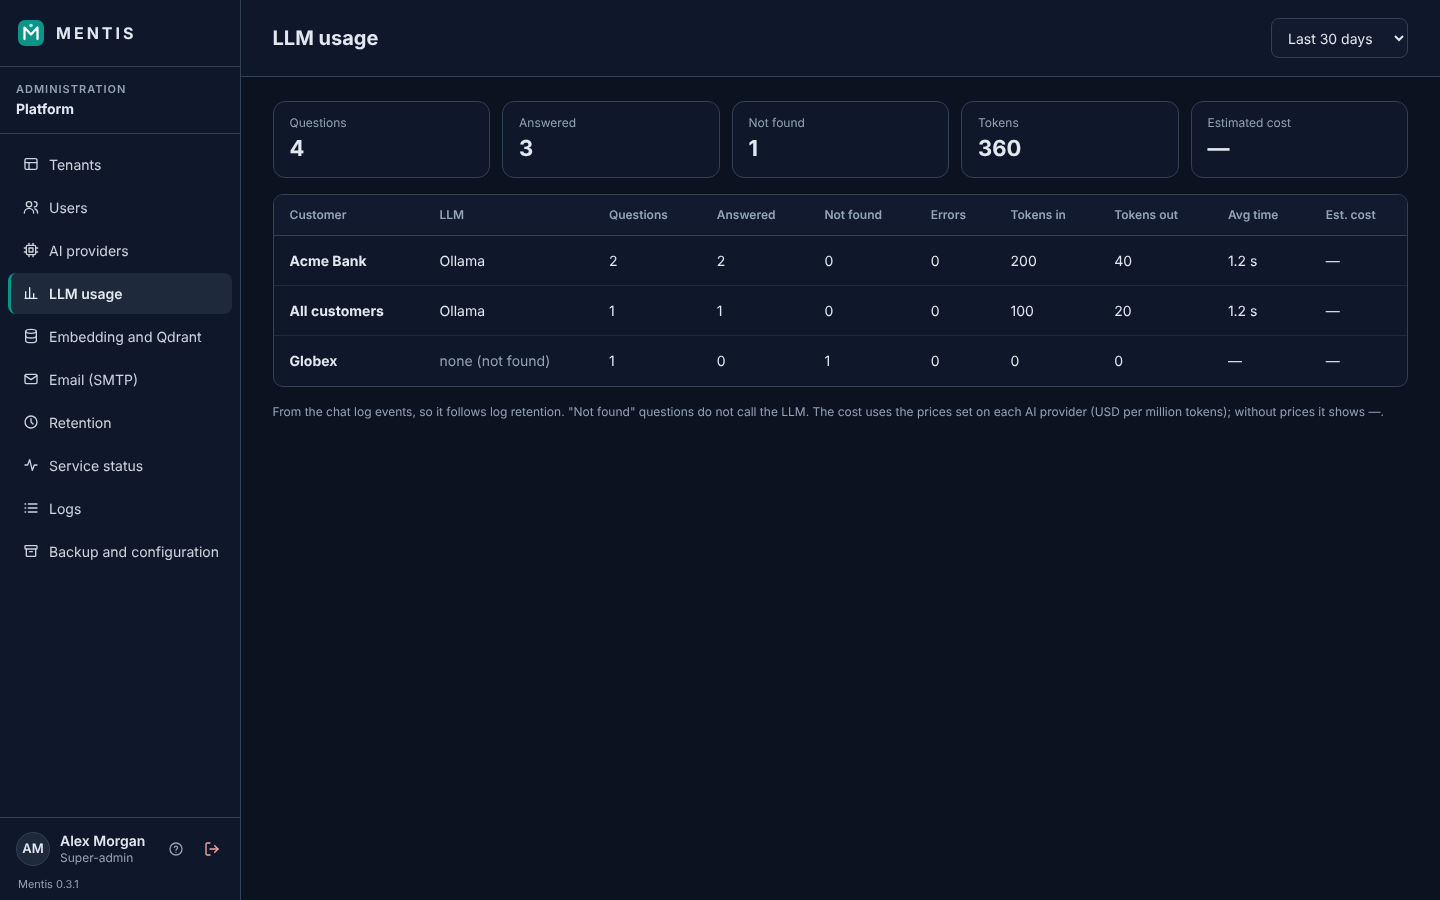 MENTIS
ADMINISTRATION
Platform
Tenants
Users
AI providers
LLM usage
Embedding and Qdrant
Email (SMTP)
Retention
Service status
Logs
Backup and configuration
AM
Alex Morgan
Super-admin
Mentis 0.3.1
LLM usage
Last 30 days
Questions
4
Answered
3
Not found
1
Tokens
360
Estimated cost
—
Customer LLM Questions Answered Not found Errors Tokens in Tokens out Avg time Est. cost
Acme Bank Ollama 2 2 0 0 200 40 1.2 s —
All customers Ollama 1 1 0 0 100 20 1.2 s —
Globex none (not found) 1 0 1 0 0 0 — —
From the chat log events, so it follows log retention. "Not found" questions do not call the LLM. The cost uses the prices set on each AI provider (USD per million tokens); without prices it shows —.